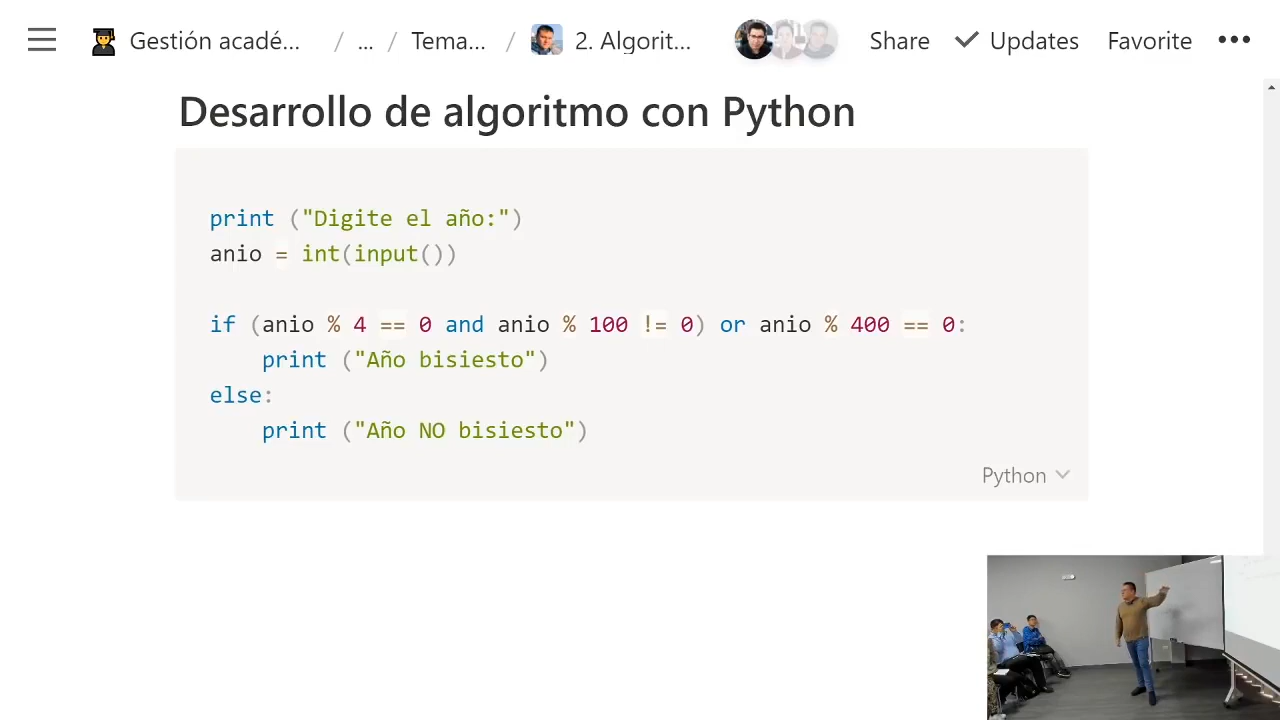 Gestión acadé... / ... / Tema... / 2. Algorit... Share Updates Favorite •••
Desarrollo de algoritmo con Python
print ("Digite el año:")
anio = int(input())
if (anio % 4 == 0 and anio % 100 != 0) or anio % 400 == 0:
    print ("Año bisiesto")
else:
    print ("Año NO bisiesto")
Python